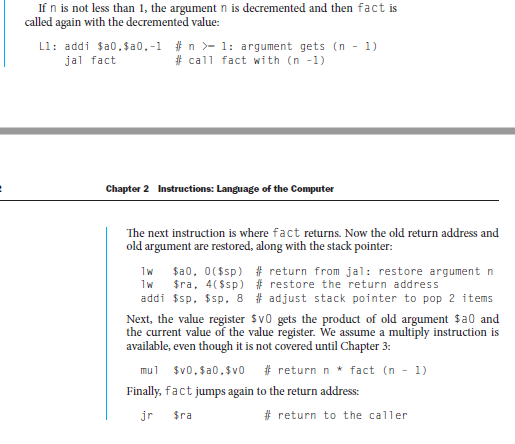 If n is not less than 1, the argument n is decremented and then fact is
called again with the decremented value:
L1: addi $a0,$a0,-1 # n >= 1: argument gets (n - 1)
jal fact # call fact with (n -1)
Chapter 2 Instructions: Language of the Computer
The next instruction is where fact returns. Now the old return address and
old argument are restored, along with the stack pointer:
lw $a0, 0($sp) # return from jal: restore argument n
lw $ra, 4($sp) # restore the return address
addi $sp, $sp, 8 # adjust stack pointer to pop 2 items
Next, the value register $v0 gets the product of old argument $a0 and
the current value of the value register. We assume a multiply instruction is
available, even though it is not covered until Chapter 3:
mul $v0,$a0,$v0 # return n * fact (n - 1)
Finally, fact jumps again to the return address:
jr $ra # return to the caller